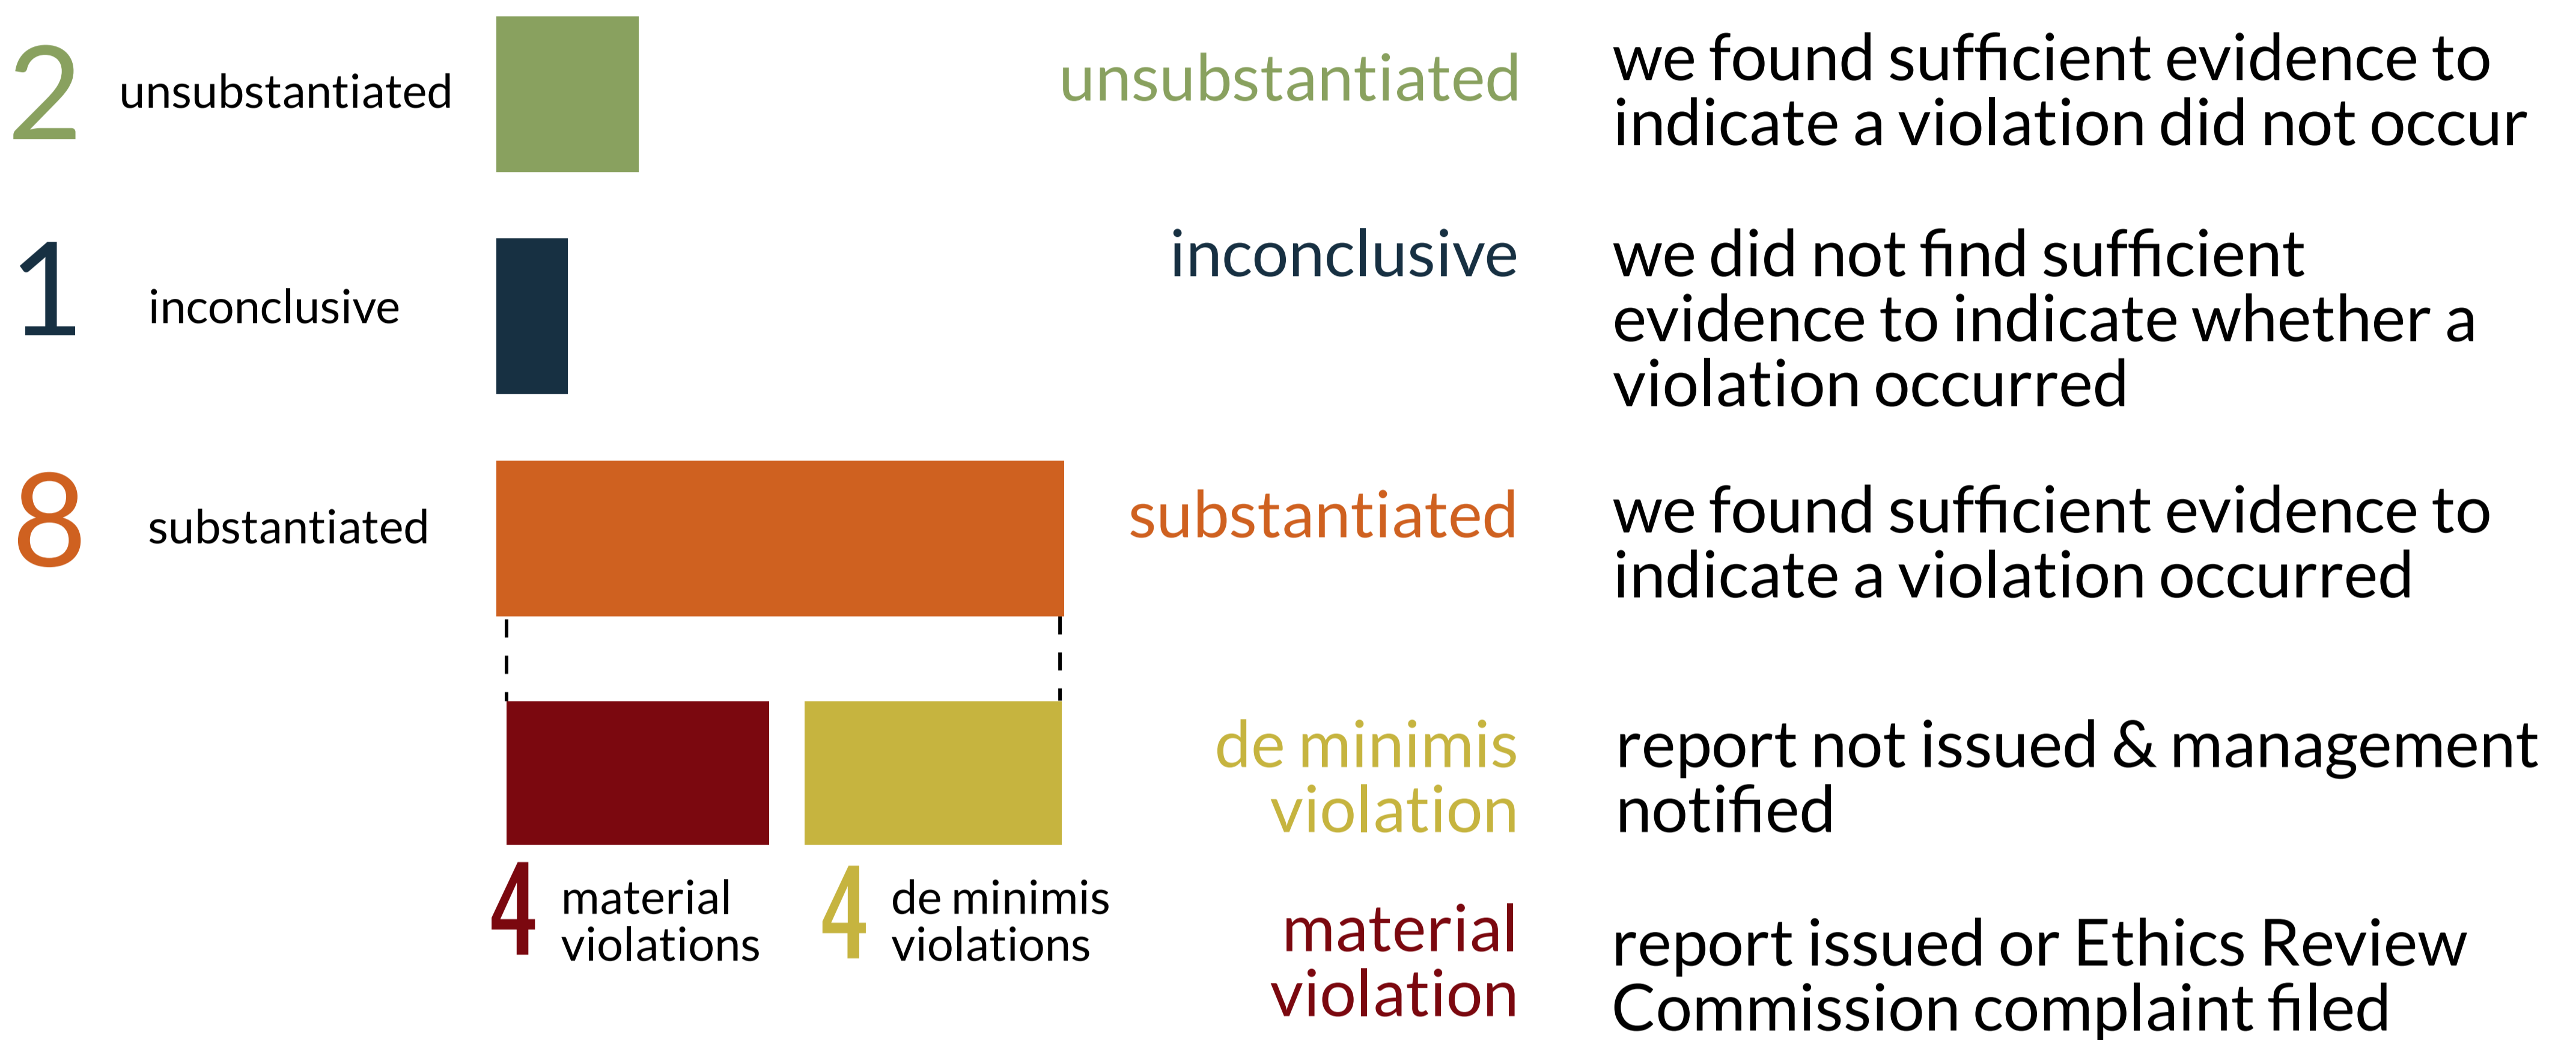 2 unsubstantiated
1 inconclusive
8 substantiated
4 material
violations
4 de minimis
violations
unsubstantiated
we found sufficient evidence to
indicate a violation did not occur
inconclusive
we did not find sufficient
evidence to indicate whether a
violation occurred
substantiated
we found sufficient evidence to
indicate a violation occurred
de minimis
violation
report not issued & management
notified
material
violation
report issued or Ethics Review
Commission complaint filed